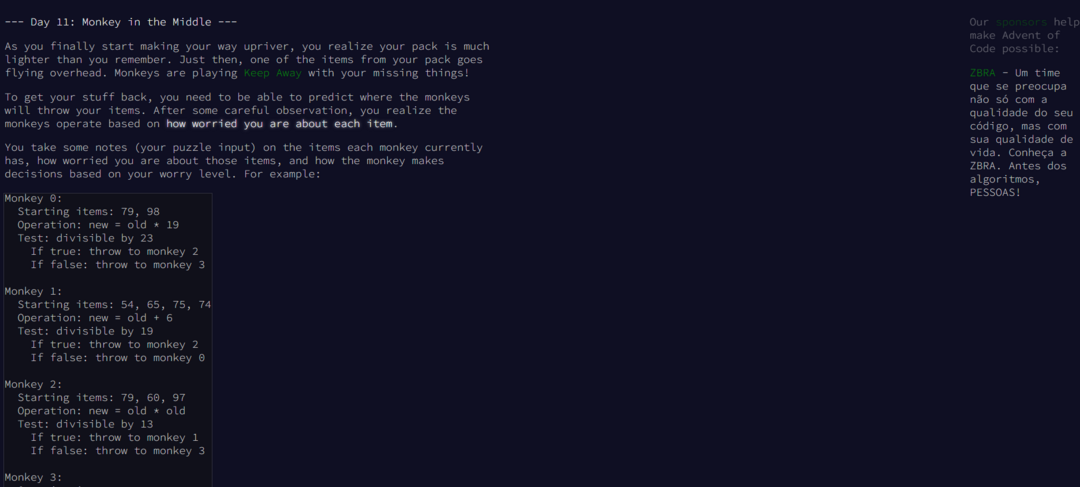 --- Day 11: Monkey in the Middle ---
As you finally start making your way upriver, you realize your pack is much
lighter than you remember. Just then, one of the items from your pack goes
flying overhead. Monkeys are playing Keep Away with your missing things!
To get your stuff back, you need to be able to predict where the monkeys
will throw your items. After some careful observation, you realize the
monkeys operate based on how worried you are about each item.
You take some notes (your puzzle input) on the items each monkey currently
has, how worried you are about those items, and how the monkey makes
decisions based on your worry level. For example:
Monkey 0:
Starting items: 79, 98
Operation: new = old * 19
Test: divisible by 23
If true: throw to monkey 2
If false: throw to monkey 3
Monkey 1:
Starting items: 54, 65, 75, 74
Operation: new = old + 6
Test: divisible by 19
If true: throw to monkey 2
If false: throw to monkey 0
Monkey 2:
Starting items: 79, 60, 97
Operation: new = old * old
Test: divisible by 13
If true: throw to monkey 1
If false: throw to monkey 3
Monkey 3:
Our sponsors help
make Advent of
Code possible:
ZBRA - Um time
que se preocupa
não só com a
qualidade do seu
código, mas com
sua qualidade de
vida. Conheça a
ZBRA. Antes dos
algoritmos,
PESSOAS!